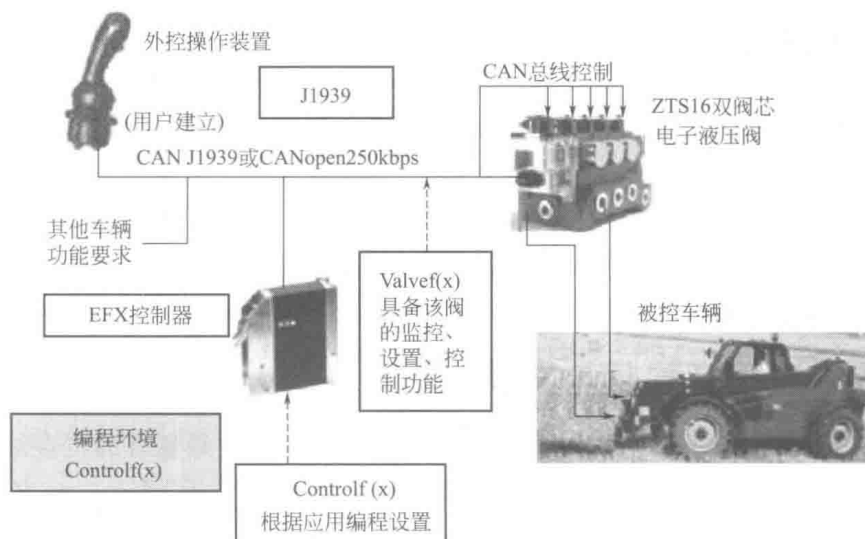 外控操作装置
J1939
(用户建立)
CAN J1939或CANopen250kbps
CAN总线控制
ZTS16双阀芯
电子液压阀
其他车辆
功能要求
EFX控制器
Valvef(x)
具备该阀
的监控、
设置、控
制功能
被控车辆
编程环境
Controlf(x)
Controlf (x)
根据应用编程设置